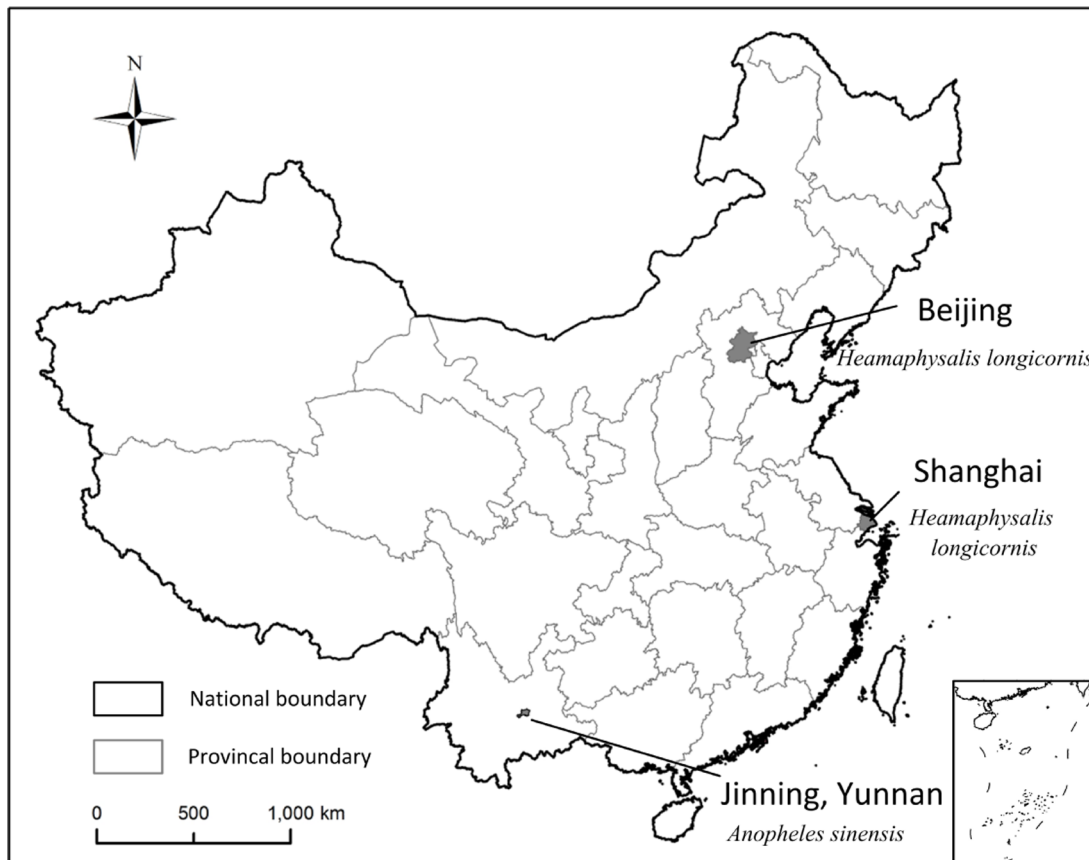 N
Beijing
Heamaphysalis longicornis
Shanghai
Heamaphysalis
longicornis
National boundary
Provincal boundary
0 500 1,000 km
Jinning, Yunnan
Anopheles sinensis